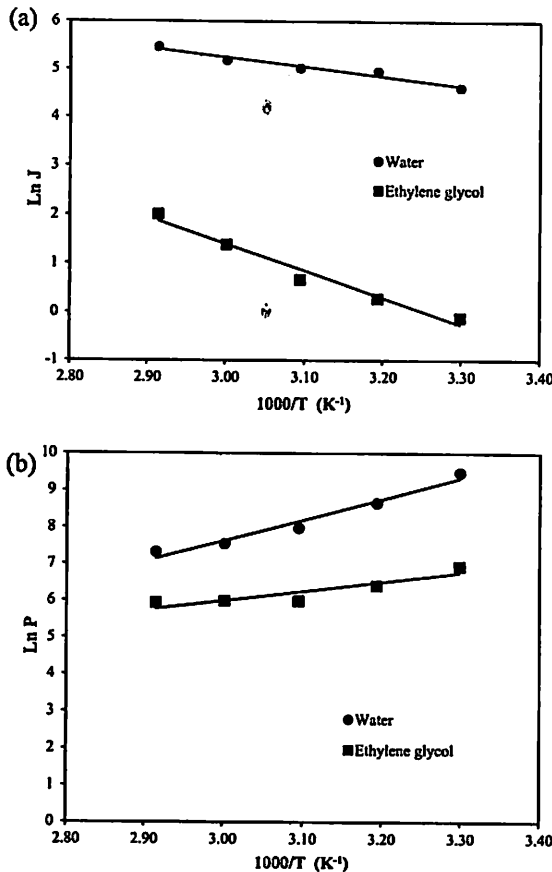 (a)
6
5
4
3
2
1
0
-1
Ln J
Water
Ethylene glycol
2.80 2.90 3.00 3.10 3.20 3.30 3.40
1000/T (K⁻¹)
(b)
10
9
8
7
6
5
4
3
2
1
0
Ln P
Water
Ethylene glycol
2.80 2.90 3.00 3.10 3.20 3.30 3.40
1000/T (K⁻¹)